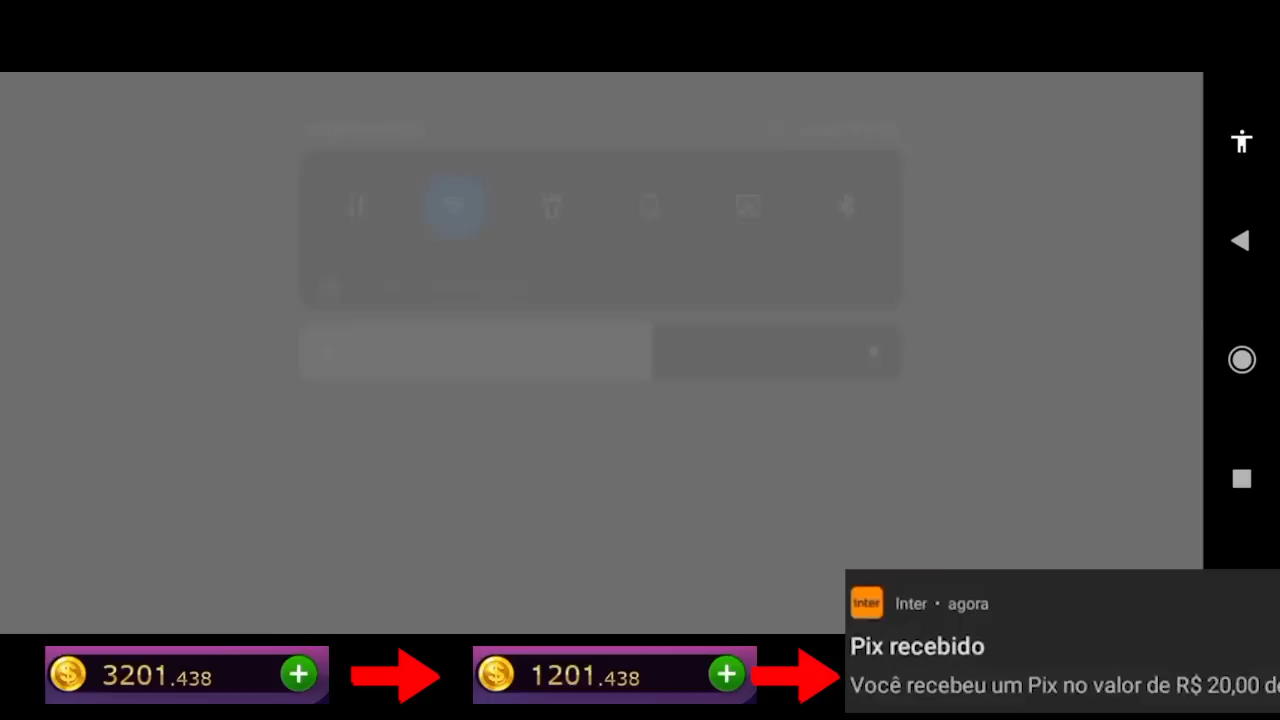 inter Inter • agora
Pix recebido
Você recebeu um Pix no valor de R$ 20,00 de
3201.438
1201.438